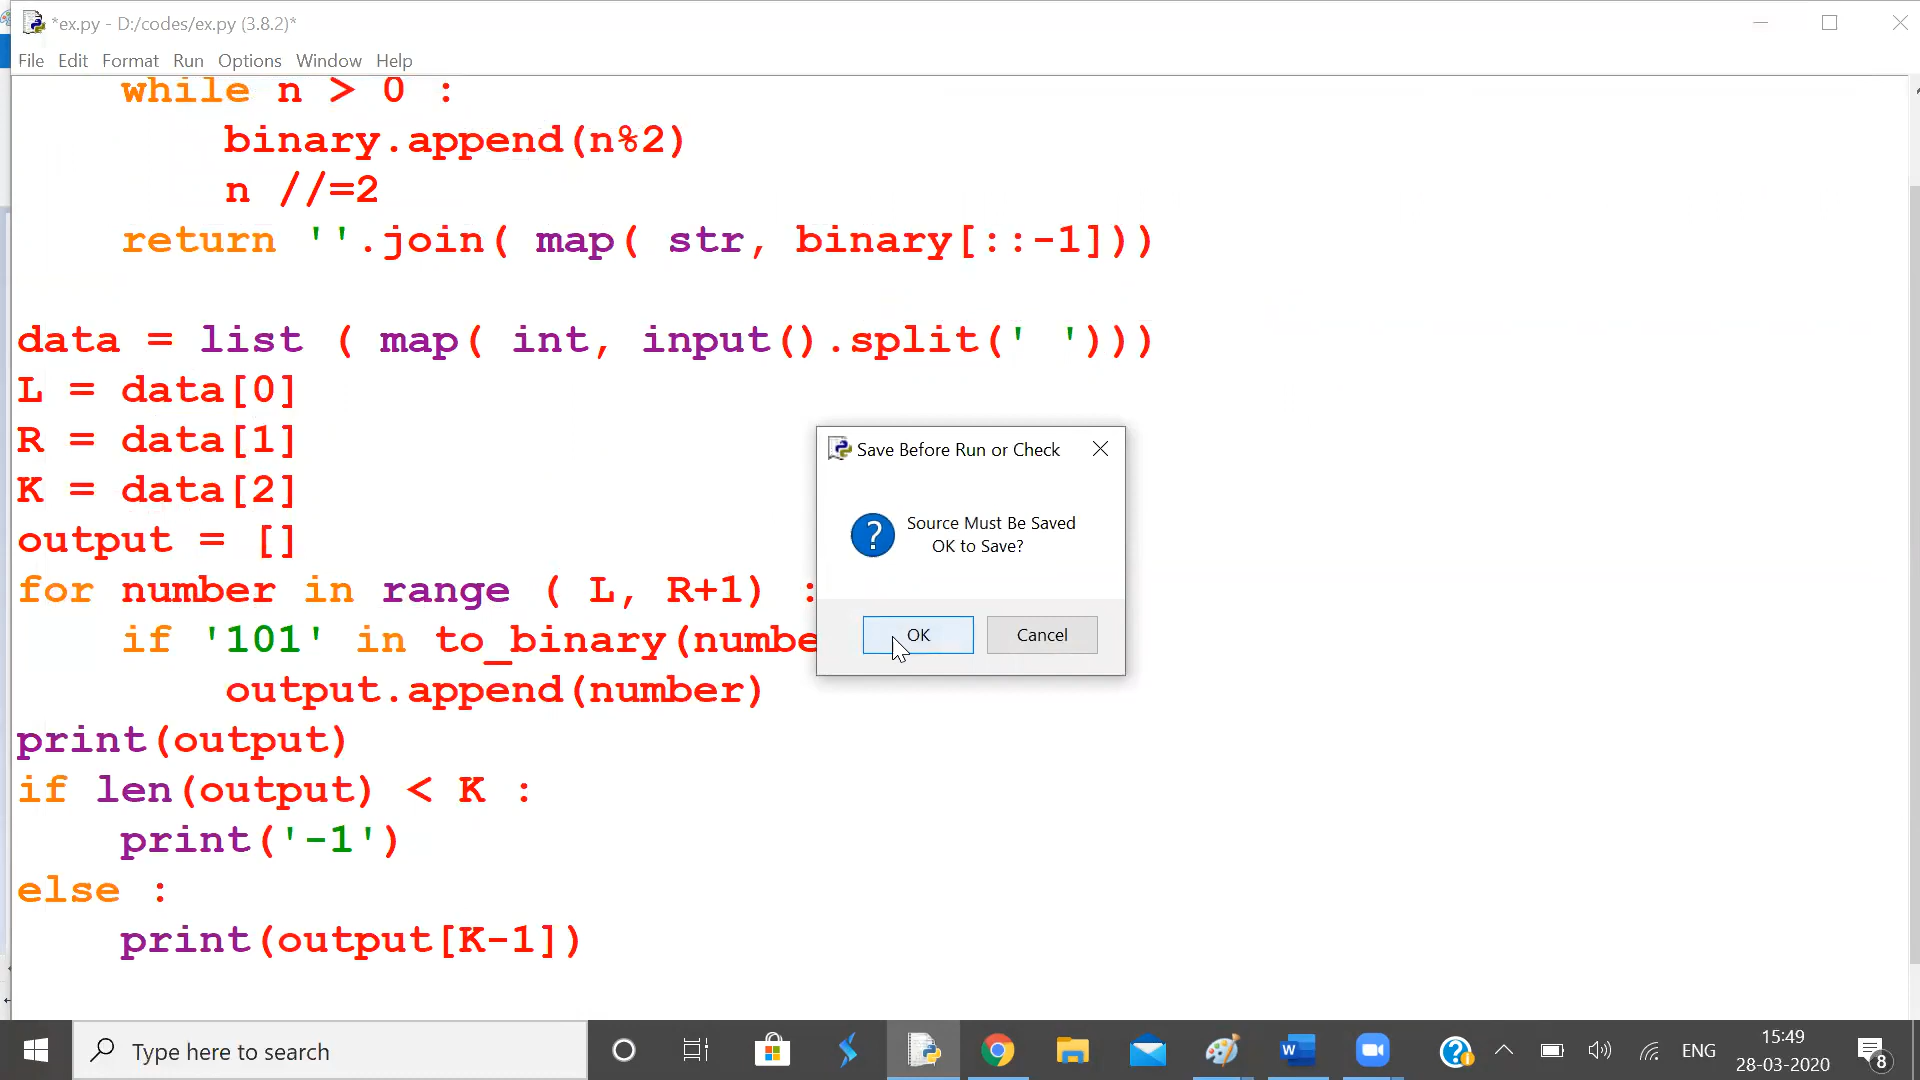 *ex.py - D:/codes/ex.py (3.8.2)*
File Edit Format Run Options Window Help
while n > 0 :
binary.append(n%2)
n //=2
return ''.join( map( str, binary[::-1]))
data = list ( map( int, input().split(' ')))
L = data[0]
R = data[1]
K = data[2]
output = []
for number in range ( L, R+1) :
if '101' in to_binary(numbe
output.append(number)
print(output)
if len(output) < K :
print('-1')
else :
print(output[K-1])
Save Before Run or Check
Source Must Be Saved
OK to Save?
OK Cancel
Type here to search
ENG
15:49
28-03-2020
8